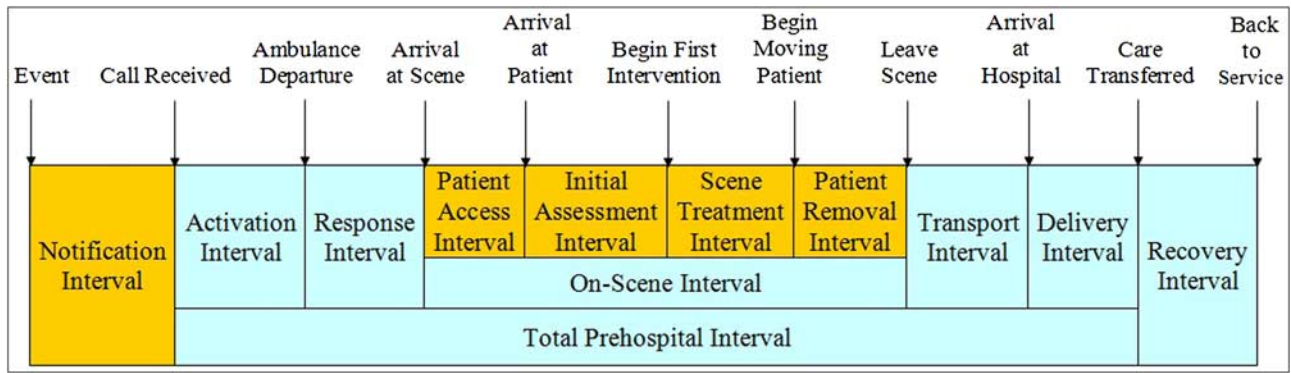 Event
Call Received
Ambulance
Departure
Arrival
at Scene
Arrival
at
Patient
Begin First
Intervention
Begin
Moving
Patient
Leave
Scene
Arrival
at
Hospital
Care
Transferred
Back
to
Service
Notification
Interval
Activation
Interval
Response
Interval
Patient
Access
Interval
Initial
Assessment
Interval
Scene
Treatment
Interval
Patient
Removal
Interval
On-Scene Interval
Transport
Interval
Delivery
Interval
Recovery
Interval
Total Prehospital Interval